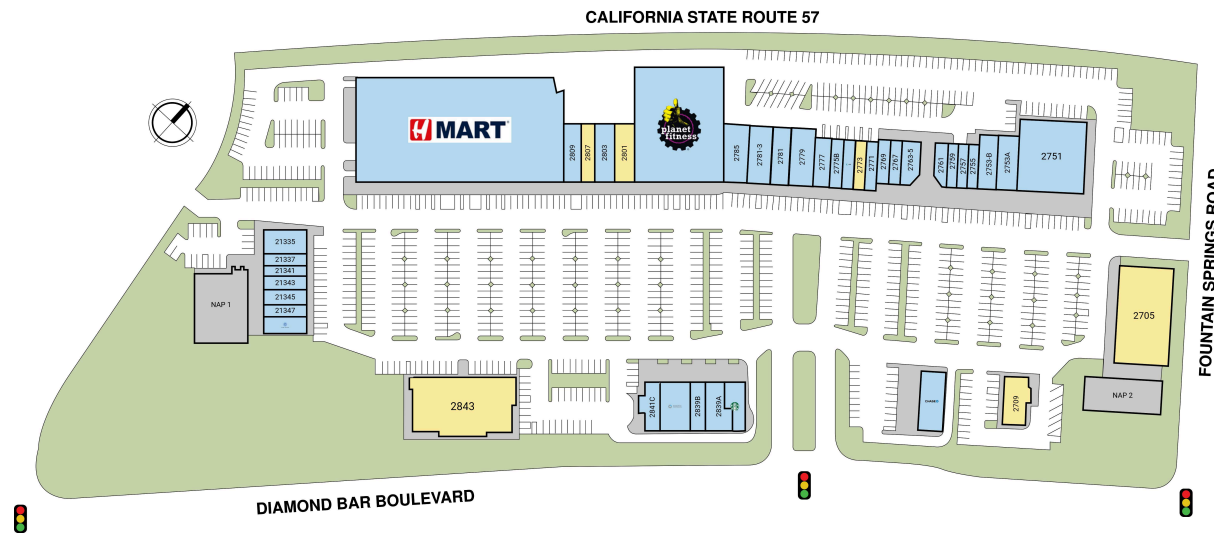 CALIFORNIA STATE ROUTE 57
H MART
planet
fitness
2809
2807
2803
2801
2785
2781-3
2781
2779
2777
2775B
2773
2771
2769
2767
2763-5
2761
2759
2757
2755
2753-B
2753A
2751
FOUNTAIN SPRINGS ROAD
21335
21337
21341
21343
21345
21347
NAP 1
2705
NAP 2
2843
2841C
2839B
2839A
2709
DIAMOND BAR BOULEVARD